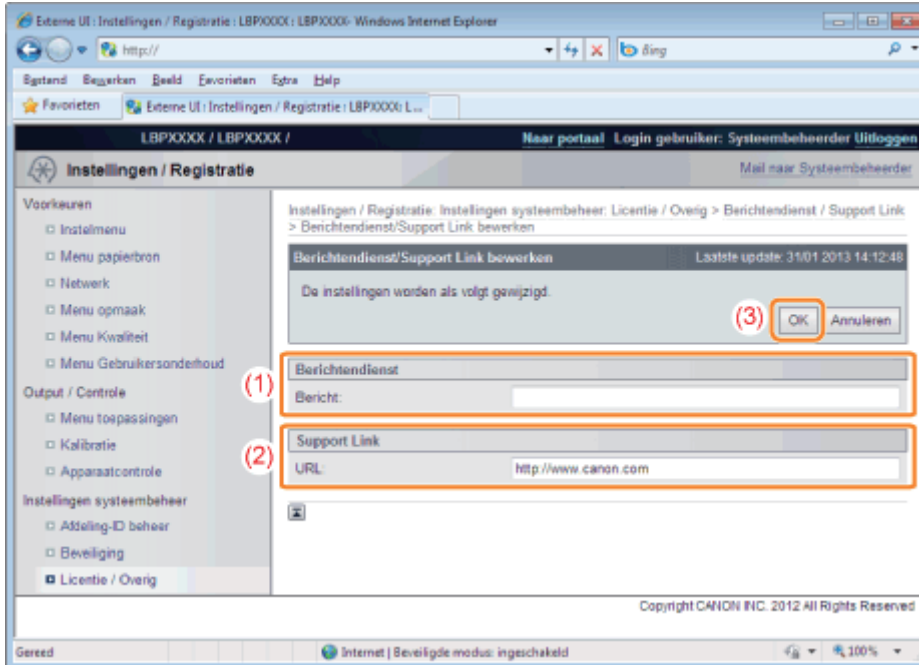 Externe UI : Instellingen / Registratie : LBPXXXX : LBPXXXX- Windows Internet Explorer
http://
Bing
Bestand Bewerken Beeld Favorieten Extra Help
Favorieten Externe UI : Instellingen / Registratie : LBPXXXX: L...
LBPXXXX / LBPXXXX / Naar portaal Login gebruiker: Systeembeheerder Uitloggen
Instellingen / Registratie Mail naar Systeembeheerder
Voorkeuren
Instelmenu
Menu papierbron
Netwerk
Menu opmaak
Menu Kwaliteit
Menu Gebruikersonderhoud
Output / Controle
Menu toepassingen
Kalibratie
Apparaatcontrole
Instellingen systeembeheer
Afdeling-ID beheer
Beveiliging
Licentie / Overig
Instellingen / Registratie: Instellingen systeembeheer: Licentie / Overig > Berichtendienst / Support Link
> Berichtendienst/Support Link bewerken
Berichtendienst/Support Link bewerken Laatste update: 31/01 2013 14:12:48
De instellingen worden als volgt gewijzigd.
(3) OK Annuleren
(1) Berichtendienst
Bericht:
(2) Support Link
URL: http://www.canon.com
Copyright CANON INC. 2012 All Rights Reserved
Gereed Internet | Beveiligde modus: ingeschakeld 100%